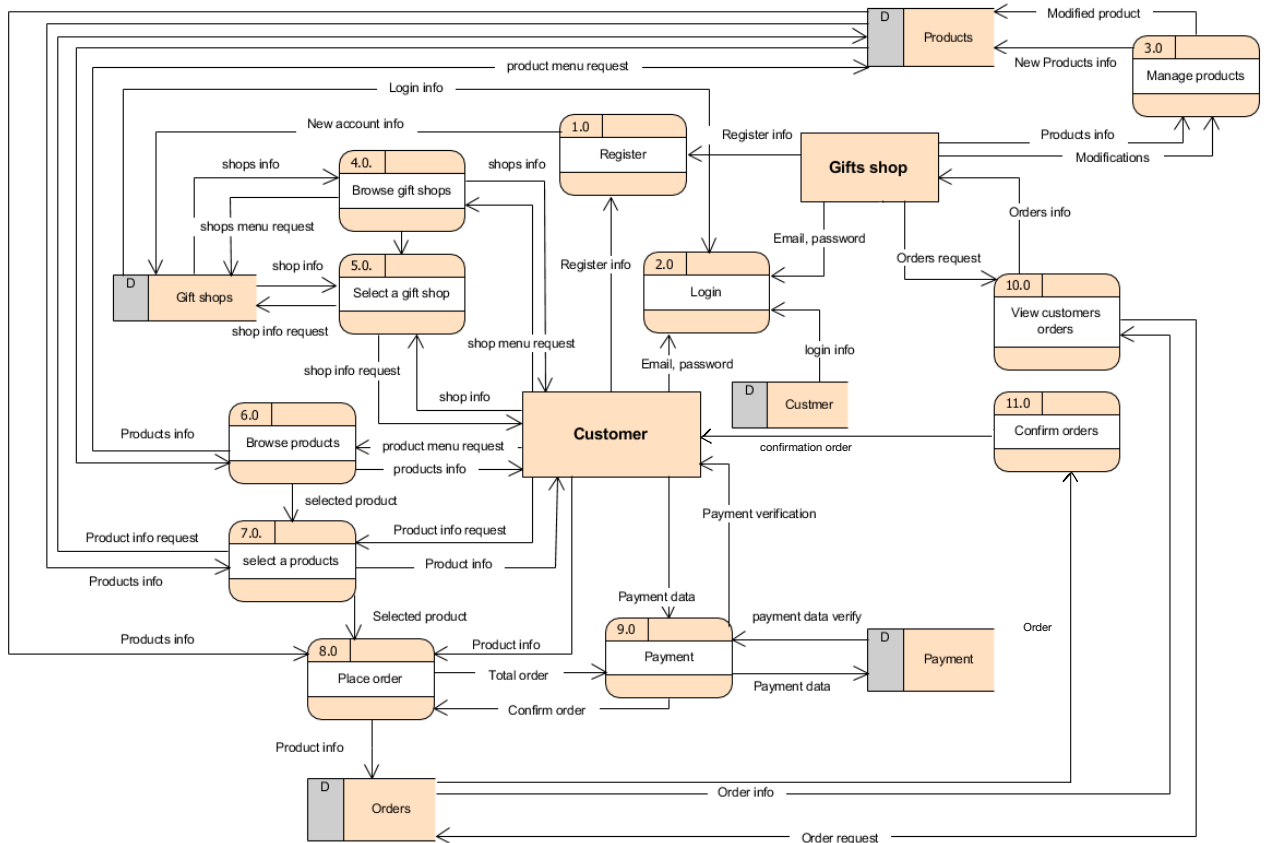 Modified product
D
Products
3.0
Manage products
New Products info
product menu request
Login info
New account info
1.0
Register
Register info
Gifts shop
Products info
Modifications
shops info
4.0.
Browse gift shops
shops info
shops menu request
Orders info
Email, password
Orders request
Register info
2.0
Login
5.0.
Select a gift shop
shop info
D
Gift shops
shop info request
10.0
View customers
orders
shop menu request
login info
Email, password
shop info request
shop info
D
Custmer
11.0
Confirm orders
6.0
Browse products
Products info
product menu request
products info
Customer
confirmation order
selected product
Payment verification
7.0.
select a products
Product info request
Product info request
Product info
Products info
Payment data
Selected product
payment data verify
Order
Products info
8.0
Place order
Product info
9.0
Payment
D
Payment
Total order
Payment data
Confirm order
Product info
D
Orders
Order info
Order request